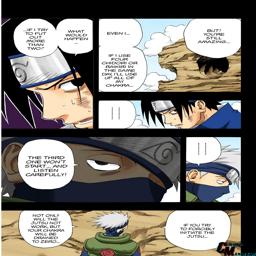 BUT!
YOU'RE
STILL
AMAZING...
EVEN I...
IF I USE
FOUR
CHIDORI OR
RAIKIRI IN
THE SAME
DAY, I'LL USE
UP ALL OF
MY
CHAKRA...
WHAT
WOULD
HAPPEN
...IF I
TRY TO
PUT OUT
MORE
THAN
TWO?
THE THIRD
ONE WON'T
START... AND
LISTEN
CAREFULLY!!
IF YOU TRY
TO FORCIBLY
INITIATE THE
JUTSU...
NOT ONLY
WILL THE
JUTSU NOT
WORK, BUT
YOUR CHAKRA
WILL BE
DRAINED TO
ZERO...